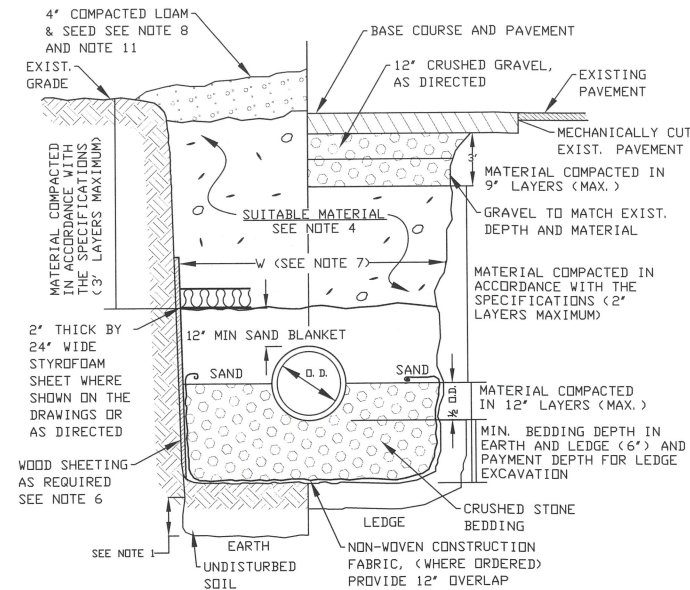 4" COMPACTED LOAM
& SEED SEE NOTE 8
AND NOTE 11
EXIST.
GRADE
BASE COURSE AND PAVEMENT
12" CRUSHED GRAVEL,
AS DIRECTED
EXISTING
PAVEMENT
MECHANICALLY CUT
EXIST. PAVEMENT
3'
MATERIAL COMPACTED IN
9" LAYERS (MAX.)
GRAVEL TO MATCH EXIST.
DEPTH AND MATERIAL
MATERIAL COMPACTED
IN ACCORDANCE WITH
THE SPECIFICATIONS
(3' LAYERS MAXIMUM)
SUITABLE MATERIAL
SEE NOTE 4
W (SEE NOTE 7)
MATERIAL COMPACTED IN
ACCORDANCE WITH THE
SPECIFICATIONS (2"
LAYERS MAXIMUM)
2" THICK BY
24" WIDE
STYROFOAM
SHEET WHERE
SHOWN ON THE
DRAWINGS OR
AS DIRECTED
12" MIN SAND BLANKET
SAND
O.D.
SAND
½ O.D.
MATERIAL COMPACTED
IN 12" LAYERS (MAX.)
MIN. BEDDING DEPTH IN
EARTH AND LEDGE (6") AND
PAYMENT DEPTH FOR LEDGE
EXCAVATION
WOOD SHEETING
AS REQUIRED
SEE NOTE 6
CRUSHED STONE
BEDDING
LEDGE
EARTH
SEE NOTE 1
UNDISTURBED
SOIL
NON-WOVEN CONSTRUCTION
FABRIC, (WHERE ORDERED)
PROVIDE 12" OVERLAP